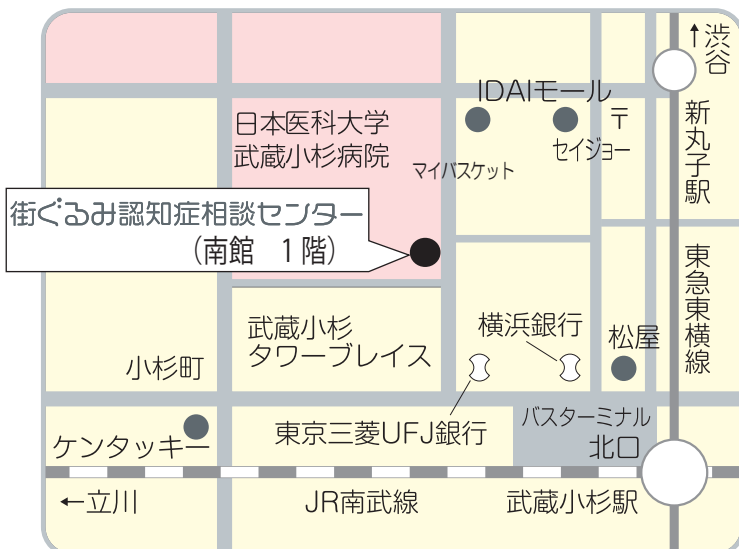 ↑渋谷
IDAIモール
日本医科大学
武蔵小杉病院
〒
セイジョー
マイバスケット
新丸子駅
街ぐるみ認知症相談センター
(南館 1階)
東急東横線
武蔵小杉
タワープレイス
横浜銀行
松屋
小杉町
ケンタッキー
東京三菱UFJ銀行
バスターミナル
北口
←立川
JR南武線
武蔵小杉駅